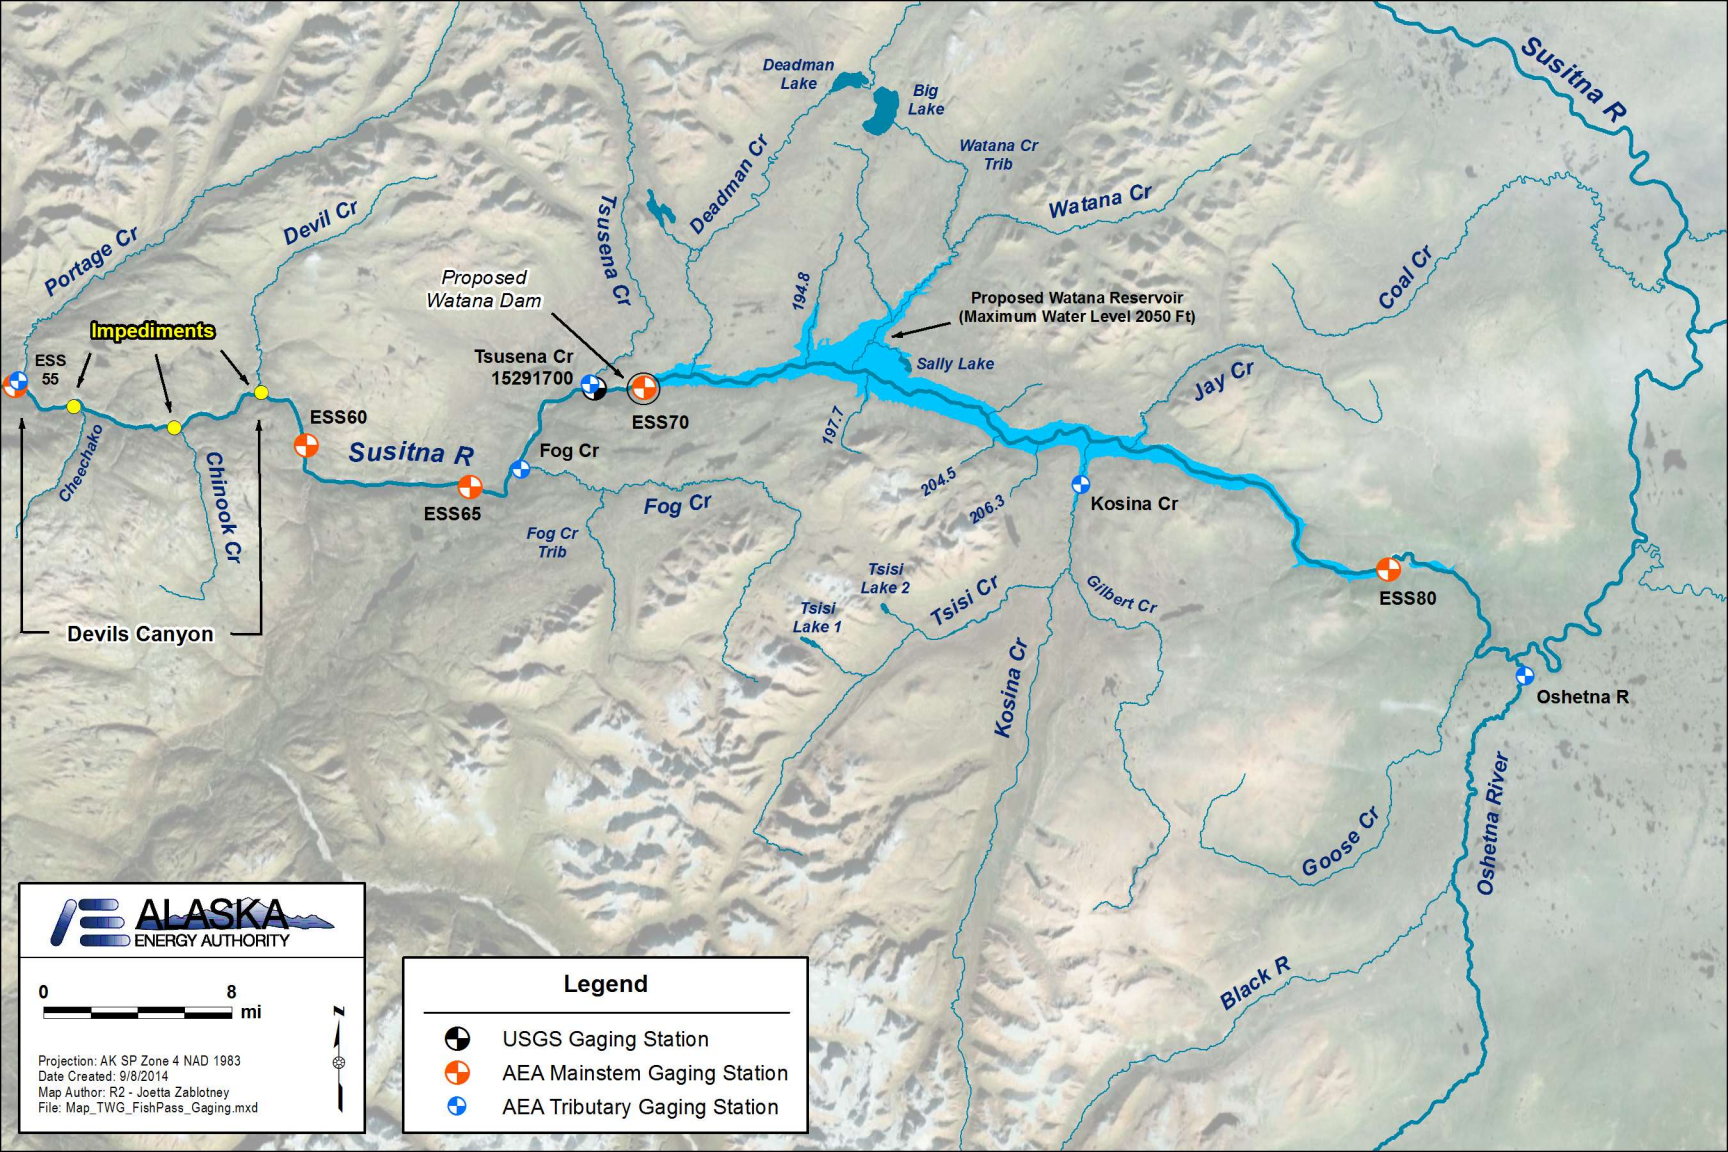 Susitna R
Deadman
Lake
Big
Lake
Watana Cr
Trib
Deadman Cr
Watana Cr
Tsusena Cr
Devil Cr
Portage Cr
Coal Cr
Proposed
Watana Dam
194.8
Proposed Watana Reservoir
(Maximum Water Level 2050 Ft)
Impediments
ESS
55
Tsusena Cr
15291700
Sally Lake
Jay Cr
ESS60
ESS70
197.7
Susitna R
Fog Cr
Cheechako
Chinook Cr
ESS65
Fog Cr
204.5
206.3
Kosina Cr
Fog Cr
Trib
Tsisi
Lake 2
Tsisi Cr
Gilbert Cr
ESS80
Tsisi
Lake 1
Devils Canyon
Kosina Cr
Oshetna R
Oshetna River
Goose Cr
Black R
ALASKA
ENERGY AUTHORITY
0 8
mi
N
Projection: AK SP Zone 4 NAD 1983
Date Created: 9/8/2014
Map Author: R2 - Joetta Zablotney
File: Map_TWG_FishPass_Gaging.mxd
Legend
USGS Gaging Station
AEA Mainstem Gaging Station
AEA Tributary Gaging Station